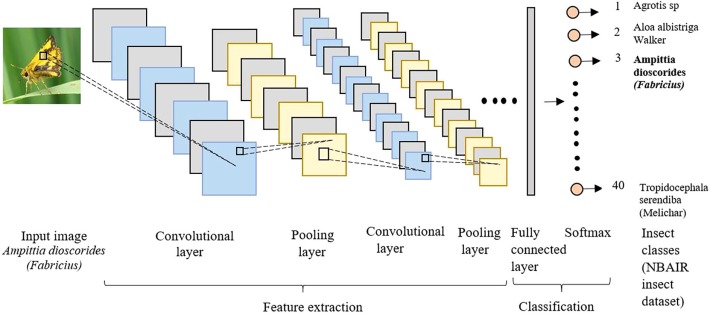 1 Agrotis sp
2 Aloa albistriga
Walker
3 Ampittia
dioscorides
(Fabricius)
40 Tropidocephala
serendiba
(Melichar)
Input image
Ampittia dioscorides
(Fabricius)
Convolutional
layer
Pooling
layer
Convolutional
layer
Pooling
layer
Fully
connected
layer
Softmax
Insect
classes
(NBAIR
insect
dataset)
Feature extraction
Classification